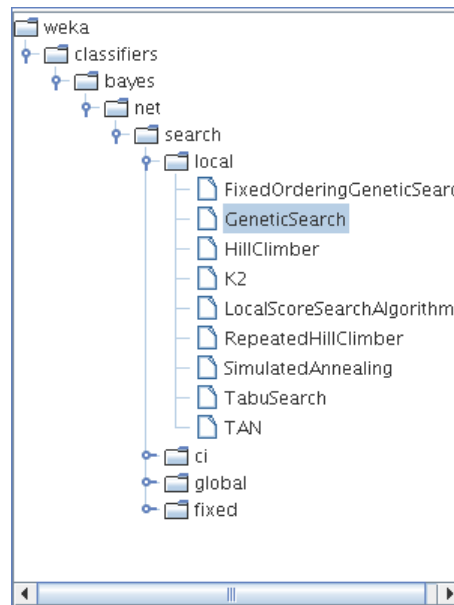 weka
classifiers
bayes
net
search
local
FixedOrderingGeneticSearc
GeneticSearch
HillClimber
K2
LocalScoreSearchAlgorithm
RepeatedHillClimber
SimulatedAnnealing
TabuSearch
TAN
ci
global
fixed